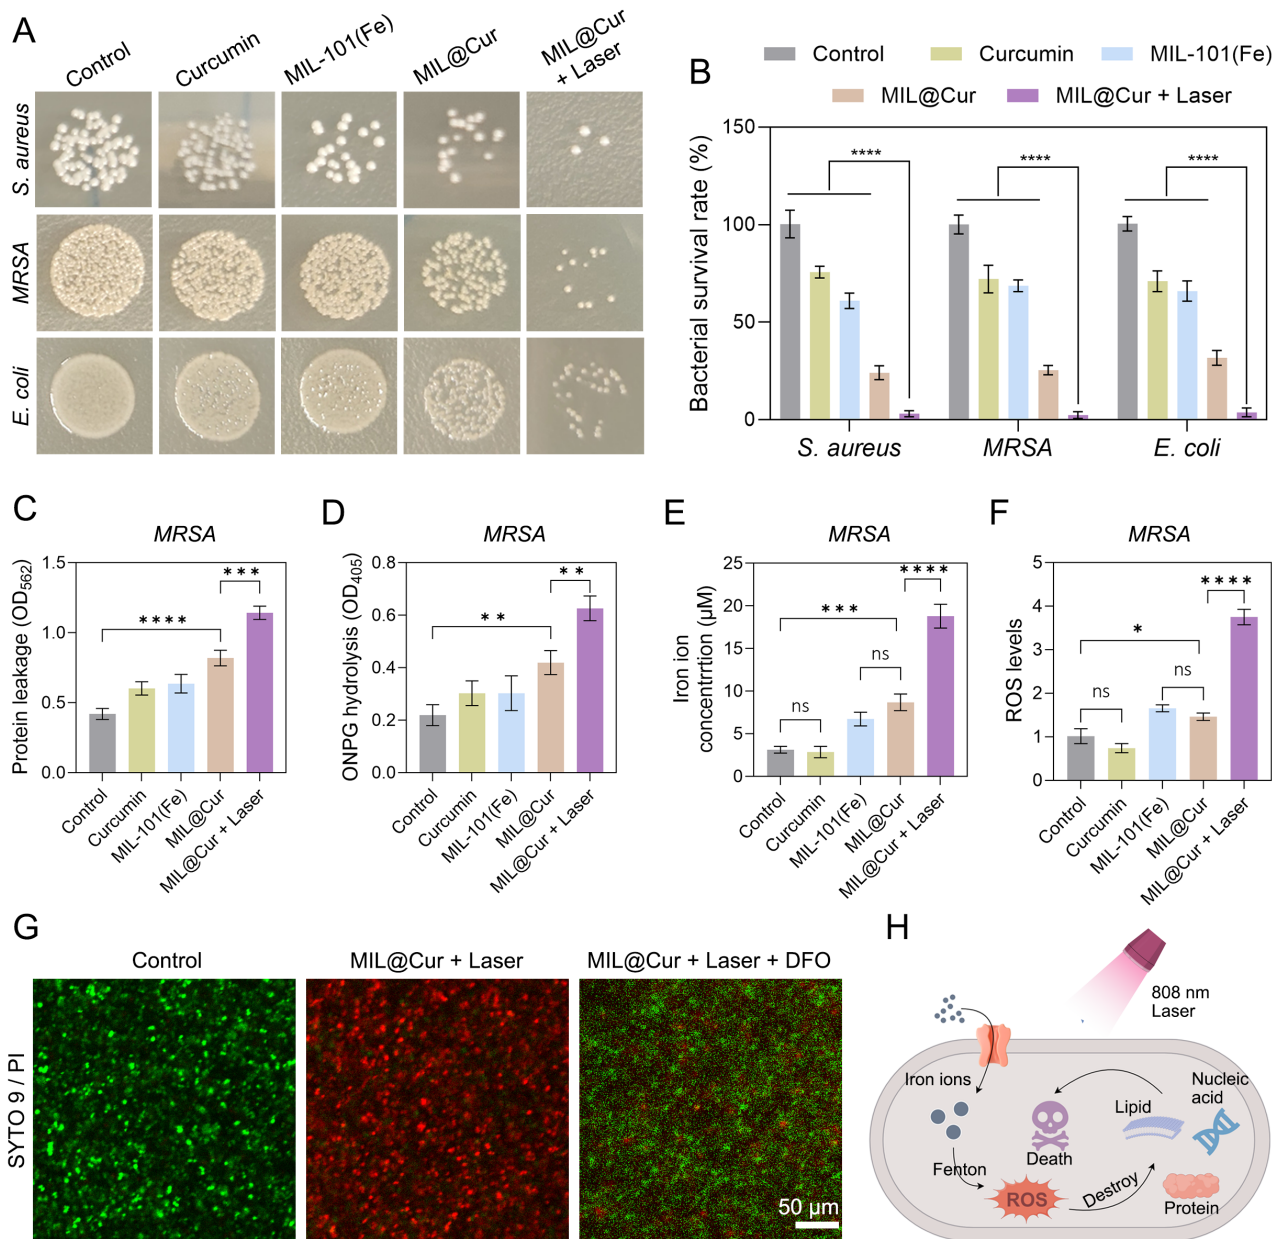 A
Control
Curcumin
MIL-101(Fe)
MIL@Cur
MIL@Cur
+ Laser
S. aureus
MRSA
E. coli
B
Control
Curcumin
MIL-101(Fe)
MIL@Cur
MIL@Cur + Laser
Bacterial survival rate (%)
150
100
50
0
****
****
****
S. aureus
MRSA
E. coli
C
MRSA
Protein leakage (OD562)
1.5
1.0
0.5
0.0
****
***
Control
Curcumin
MIL-101(Fe)
MIL@Cur
MIL@Cur + Laser
D
MRSA
ONPG hydrolysis (OD405)
0.8
0.6
0.4
0.2
0.0
**
**
Control
Curcumin
MIL-101(Fe)
MIL@Cur
MIL@Cur + Laser
E
MRSA
Iron ion
concentrtion (μM)
25
20
15
10
5
0
ns
***
ns
****
Control
Curcumin
MIL-101(Fe)
MIL@Cur
MIL@Cur + Laser
F
MRSA
ROS levels
5
4
3
2
1
0
ns
*
ns
****
Control
Curcumin
MIL-101(Fe)
MIL@Cur
MIL@Cur + Laser
G
Control
MIL@Cur + Laser
MIL@Cur + Laser + DFO
SYTO 9 / PI
50 μm
H
808 nm
Laser
Iron ions
Fenton
ROS
Destroy
Death
Lipid
Nucleic
acid
Protein